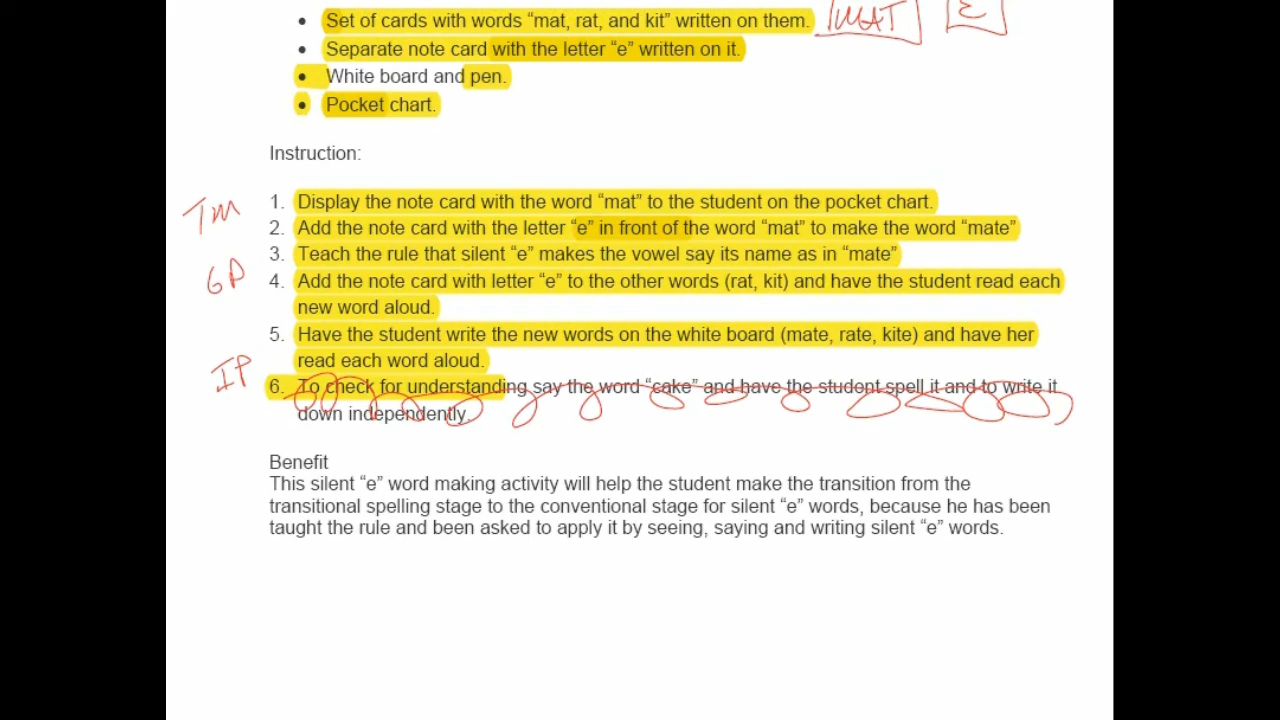 • Set of cards with words “mat, rat, and kit” written on them. MAT E
• Separate note card with the letter “e” written on it.
• White board and pen.
• Pocket chart.
Instruction:
TM
1. Display the note card with the word “mat” to the student on the pocket chart.
2. Add the note card with the letter “e” in front of the word “mat” to make the word “mate”
3. Teach the rule that silent “e” makes the vowel say its name as in “mate”
GP
4. Add the note card with letter “e” to the other words (rat, kit) and have the student read each
new word aloud.
5. Have the student write the new words on the white board (mate, rate, kite) and have her
read each word aloud.
IP
6. To check for understanding say the word “cake” and have the student spell it and to write it
down independently.
Benefit
This silent “e” word making activity will help the student make the transition from the
transitional spelling stage to the conventional stage for silent “e” words, because he has been
taught the rule and been asked to apply it by seeing, saying and writing silent “e” words.